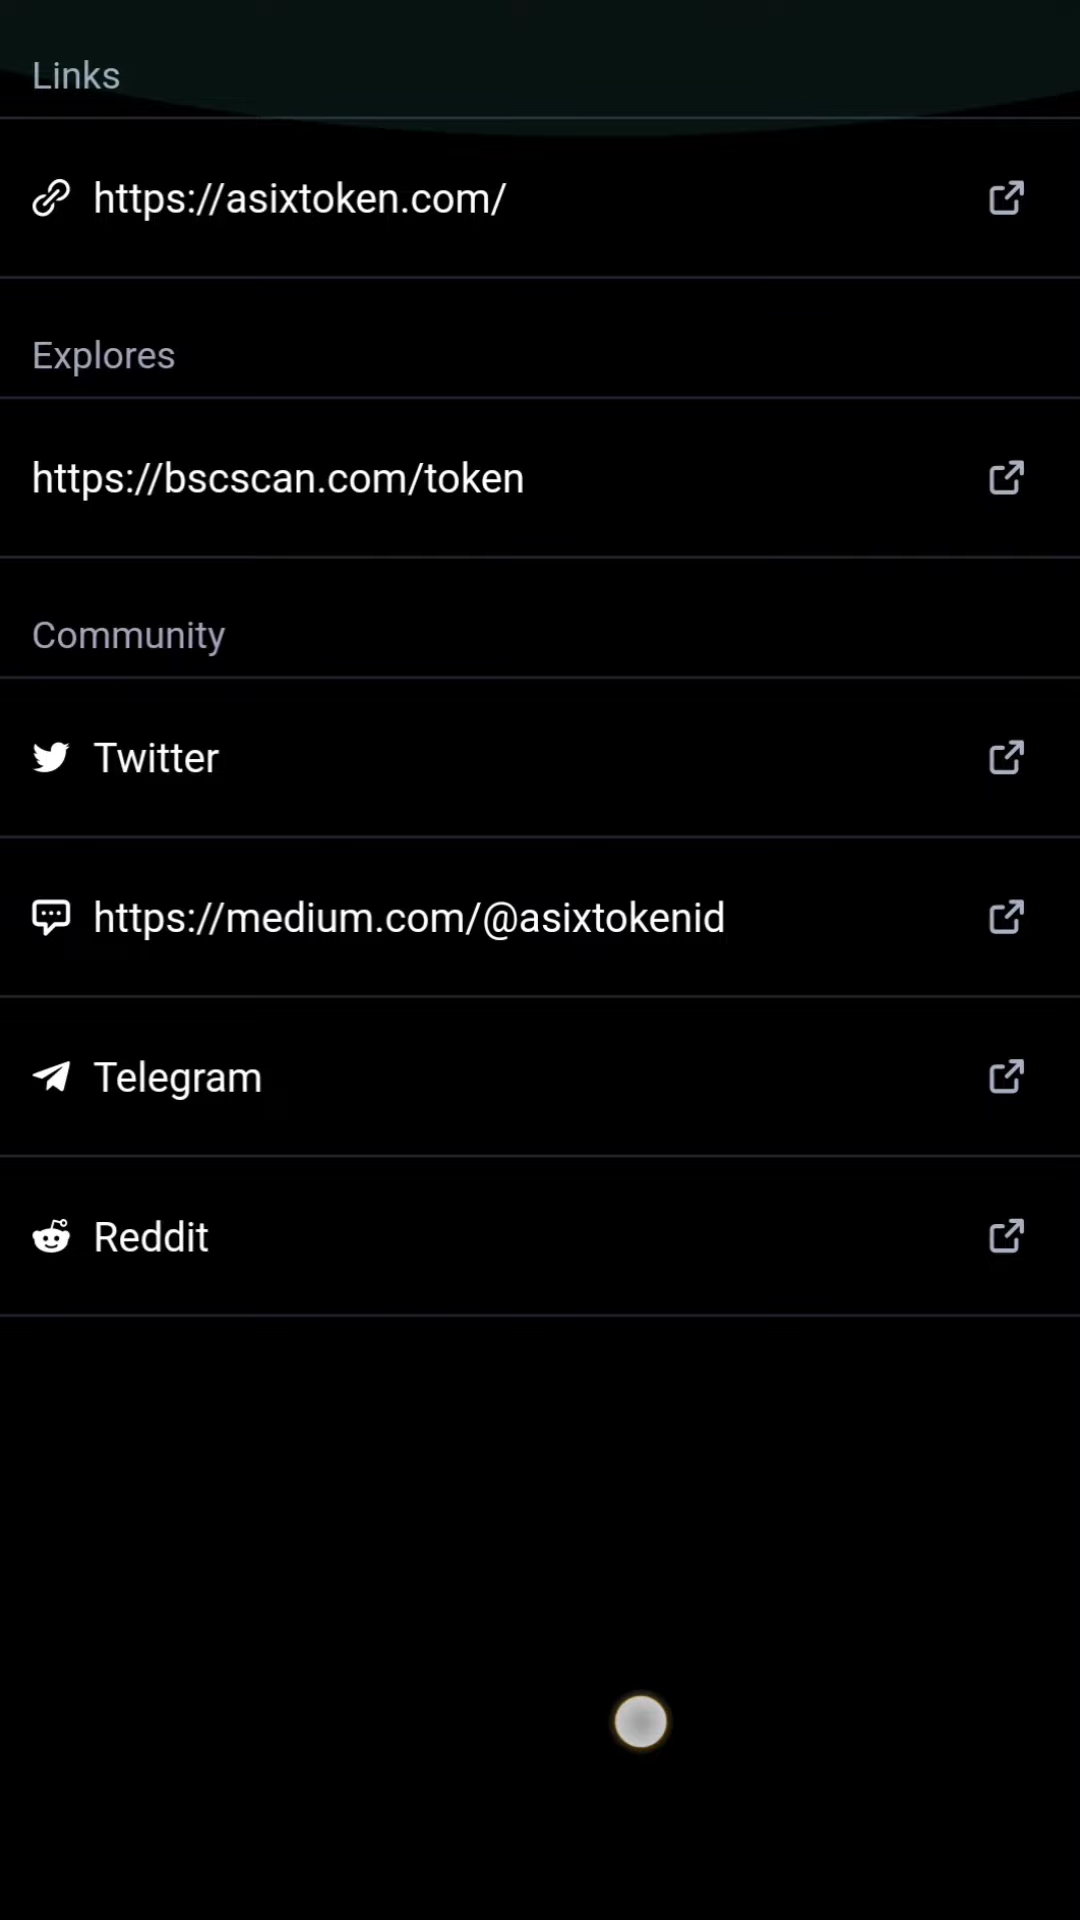 Links
https://asixtoken.com/
Explores
https://bscscan.com/token
Community
Twitter
https://medium.com/@asixtokenid
Telegram
Reddit